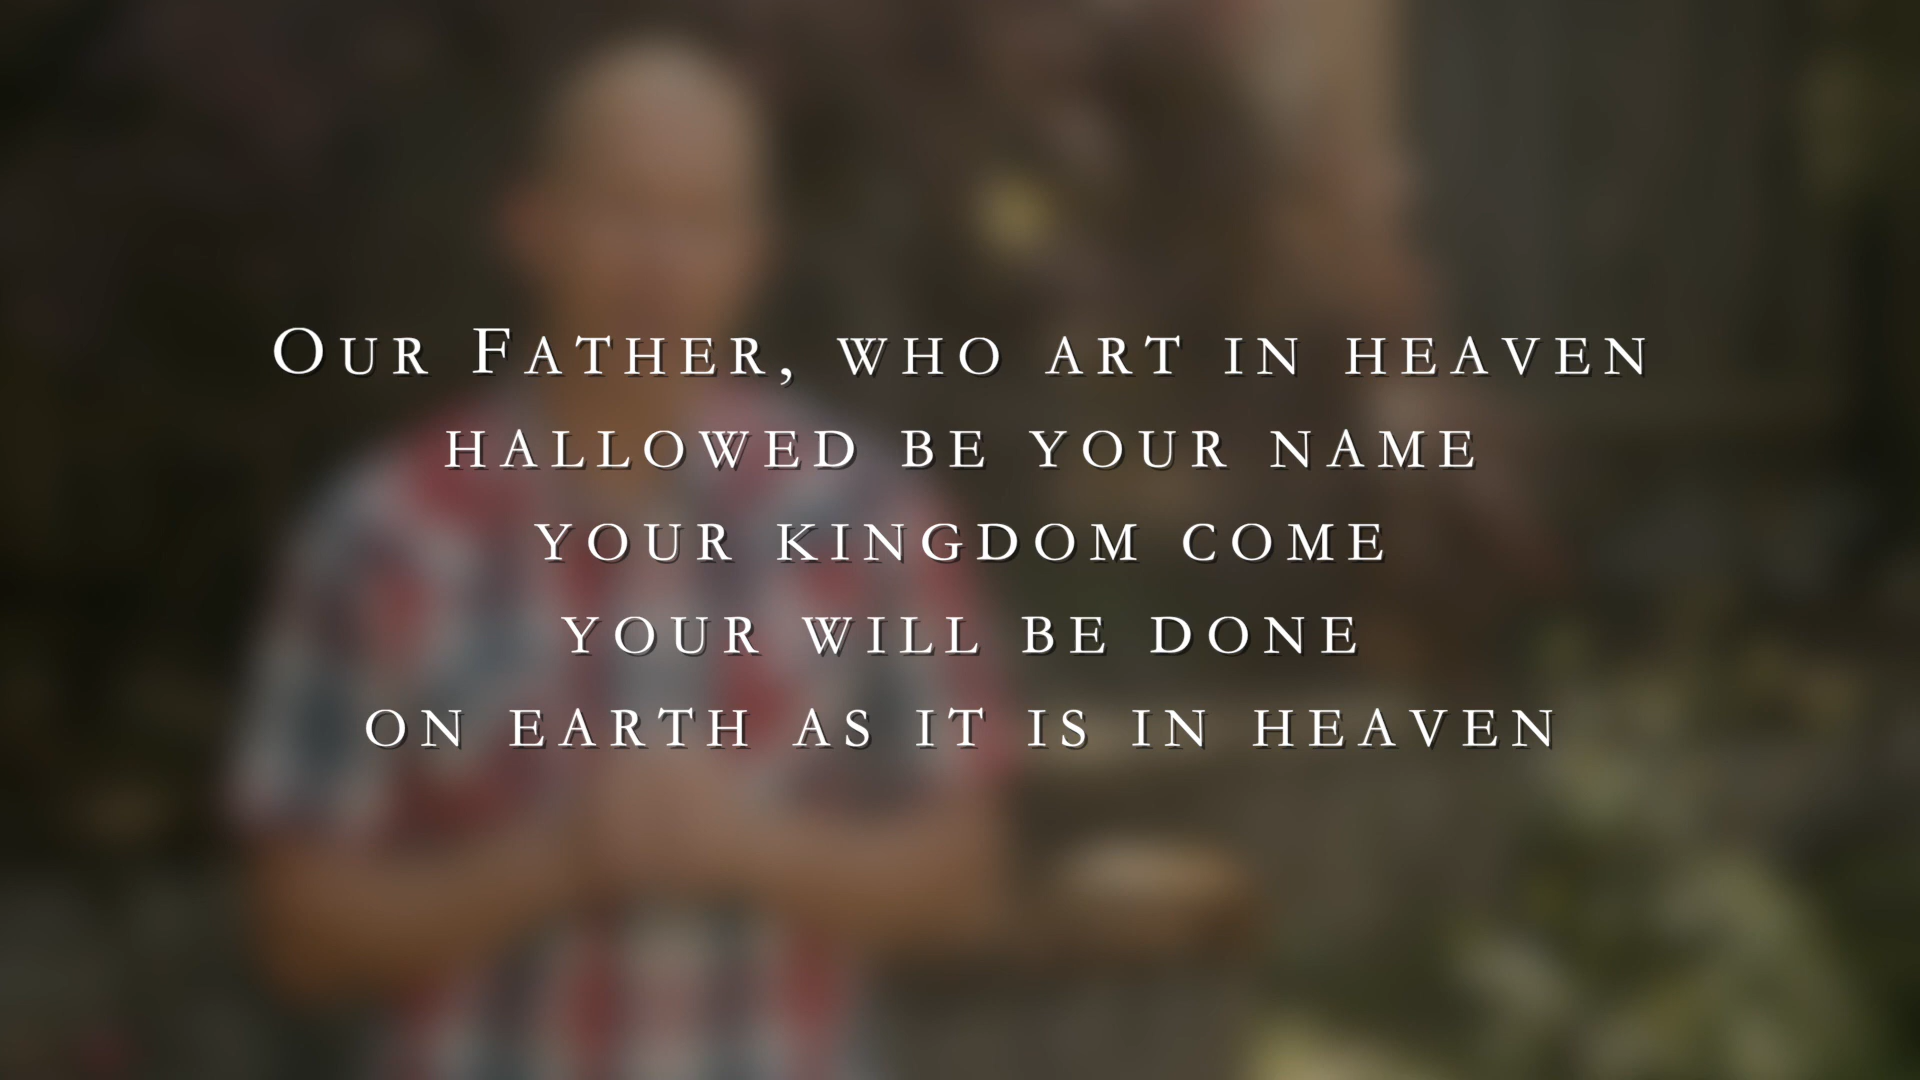 Our Father, who art in heaven
hallowed be your name
your kingdom come
your will be done
on earth as it is in heaven